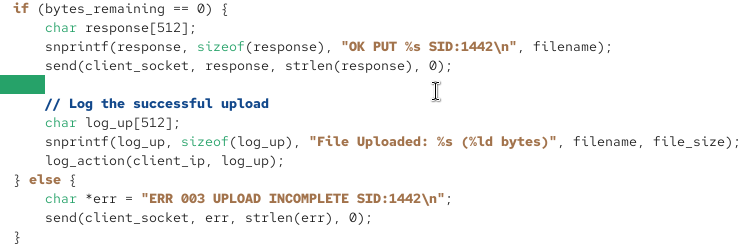 if (bytes_remaining == 0) {
    char response[512];
    snprintf(response, sizeof(response), "OK PUT %s SID:1442\n", filename);
    send(client_socket, response, strlen(response), 0);
    // Log the successful upload
    char log_up[512];
    snprintf(log_up, sizeof(log_up), "File Uploaded: %s (%ld bytes)", filename, file_size);
    log_action(client_ip, log_up);
} else {
    char *err = "ERR 003 UPLOAD INCOMPLETE SID:1442\n";
    send(client_socket, err, strlen(err), 0);
}